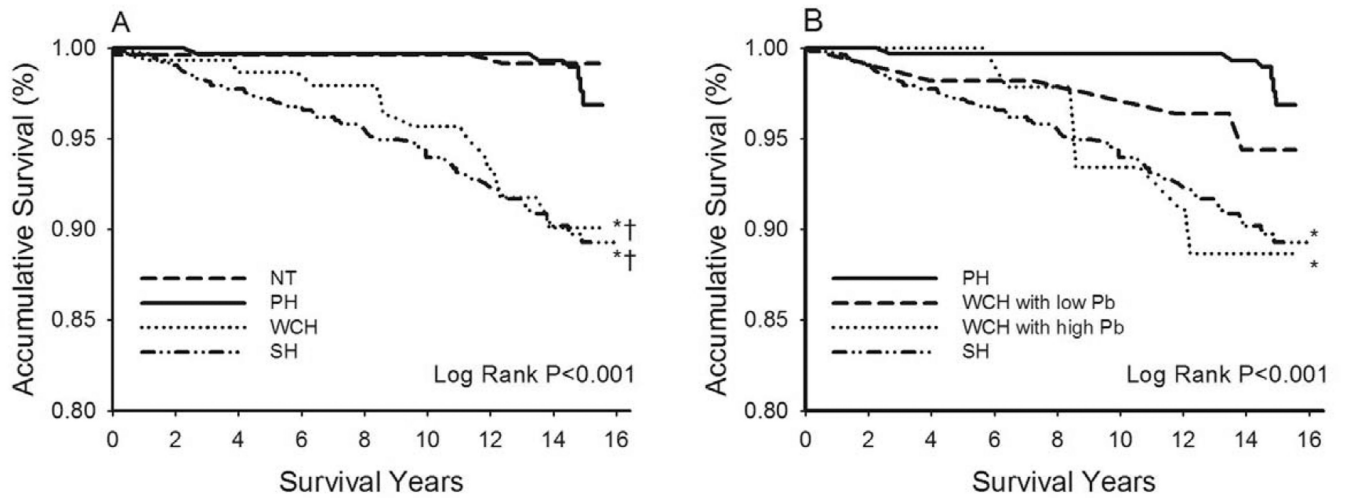 A
Accumulative Survival (%)
1.00
0.95
0.90
0.85
0.80
*†
*†
NT
PH
WCH
SH
Log Rank P<0.001
0 2 4 6 8 10 12 14 16
Survival Years
B
Accumulative Survival (%)
1.00
0.95
0.90
0.85
0.80
*
*
PH
WCH with low Pb
WCH with high Pb
SH
Log Rank P<0.001
0 2 4 6 8 10 12 14 16
Survival Years